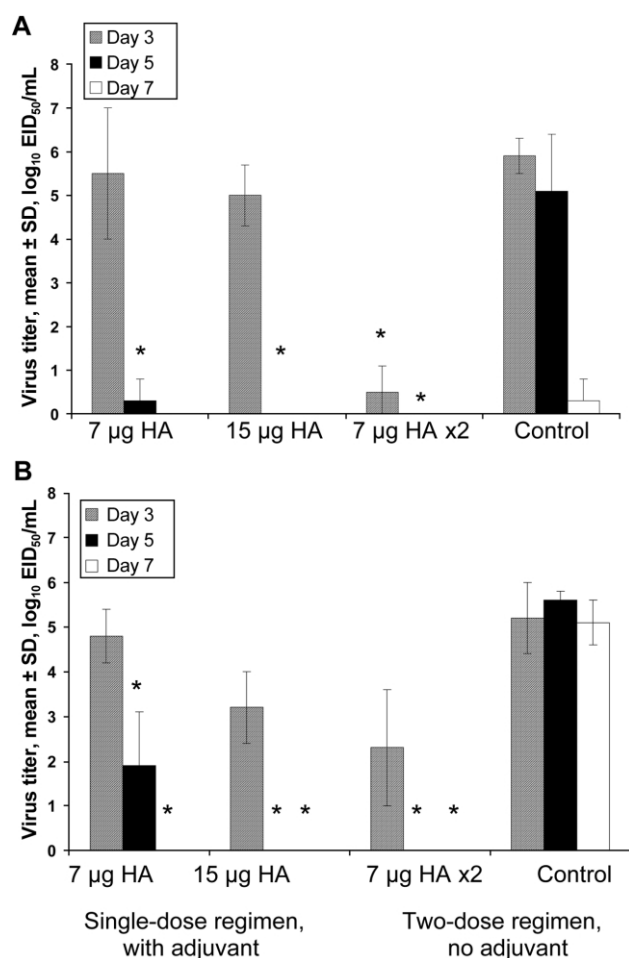 A
Day 3
Day 5
Day 7
Virus titer, mean ± SD, log₁₀ EID₅₀/mL
8
7
6
5
4
3
2
1
0
*
*
*
*
7 µg HA
15 µg HA
7 µg HA x2
Control
B
Day 3
Day 5
Day 7
Virus titer, mean ± SD, log₁₀ EID₅₀/mL
8
7
6
5
4
3
2
1
0
*
*
* *
* *
7 µg HA
15 µg HA
7 µg HA x2
Control
Single-dose regimen,
with adjuvant
Two-dose regimen,
no adjuvant